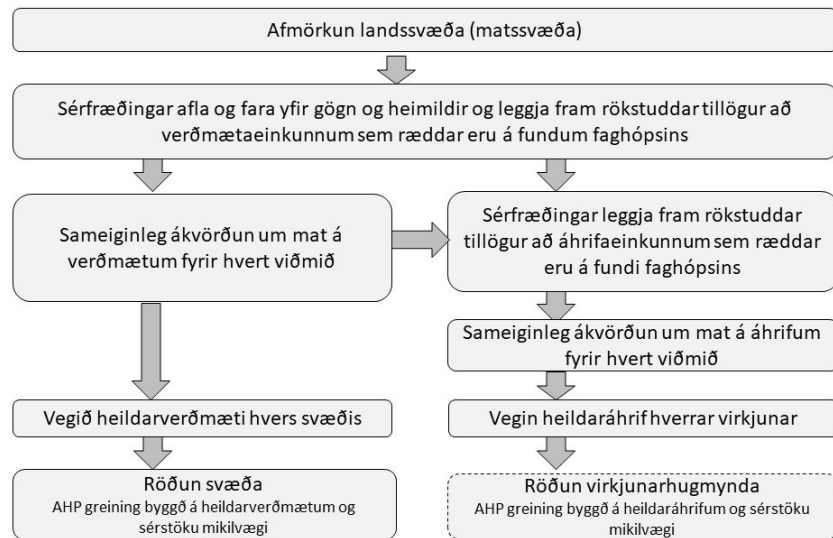 Afmörkun landssvæða (matssvæða)
Sérfræðingar afla og fara yfir gögn og heimildir og leggja fram rökstuddar tillögur að
verðmætaeinkunnum sem ræddar eru á fundum faghópsins
Sameiginleg ákvörðun um mat á
verðmætum fyrir hvert viðmið
Sérfræðingar leggja fram rökstuddar
tillögur að áhrifaeinkunnum sem ræddar
eru á fundi faghópsins
Sameiginleg ákvörðun um mat á áhrifum
fyrir hvert viðmið
Vegið heildarverðmæti hvers svæðis
Vegin heildaráhrif hverrar virkjunar
Röðun svæða
AHP greining byggð á heildarverðmætum og
sérstöku mikilvægi
Röðun virkjunarhugmynda
AHP greining byggð á heildaráhrifum og sérstöku
mikilvægi